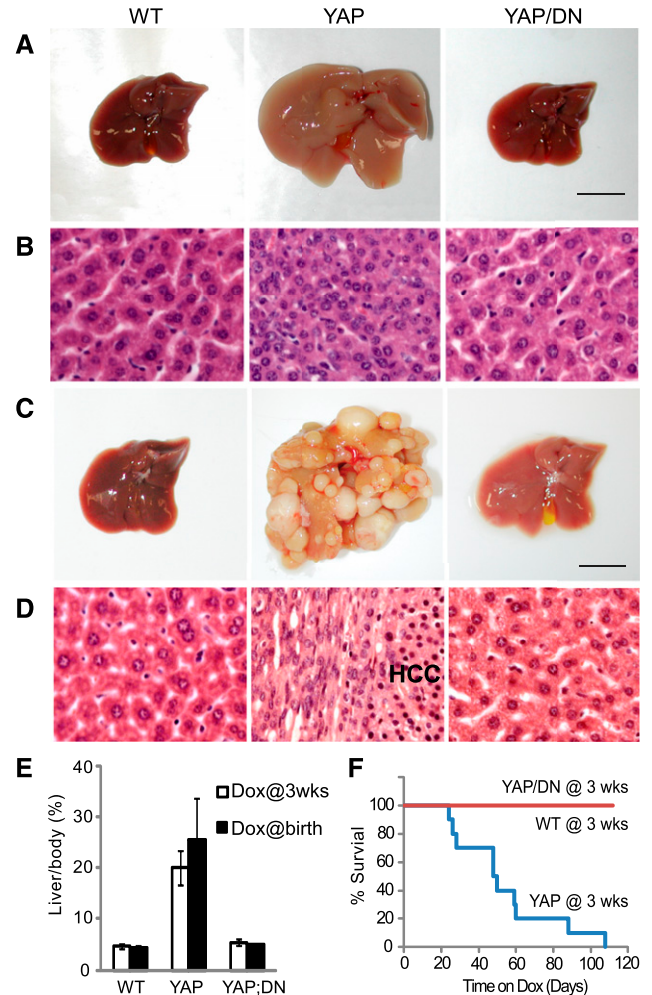 WT YAP YAP/DN
A
B
C
D
HCC
E
40
30
20
10
0
Liver/body (%)
Dox@3wks
Dox@birth
WT YAP YAP;DN
F
100
80
60
40
20
0
% Survial
YAP/DN @ 3 wks
WT @ 3 wks
YAP @ 3 wks
0 20 40 60 80 100 120
Time on Dox (Days)